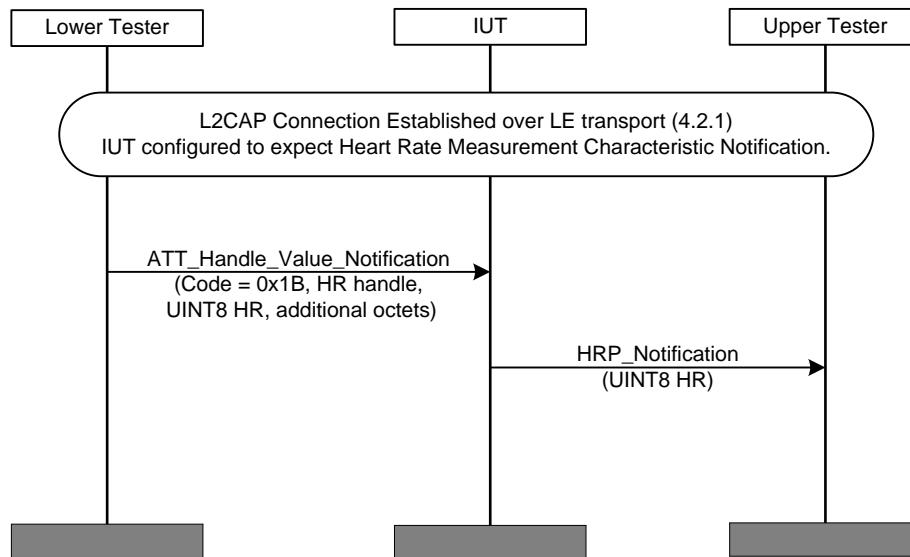 Lower Tester
IUT
Upper Tester
L2CAP Connection Established over LE transport (4.2.1)
IUT configured to expect Heart Rate Measurement Characteristic Notification.
ATT_Handle_Value_Notification
(Code = 0x1B, HR handle,
UINT8 HR, additional octets)
HRP_Notification
(UINT8 HR)